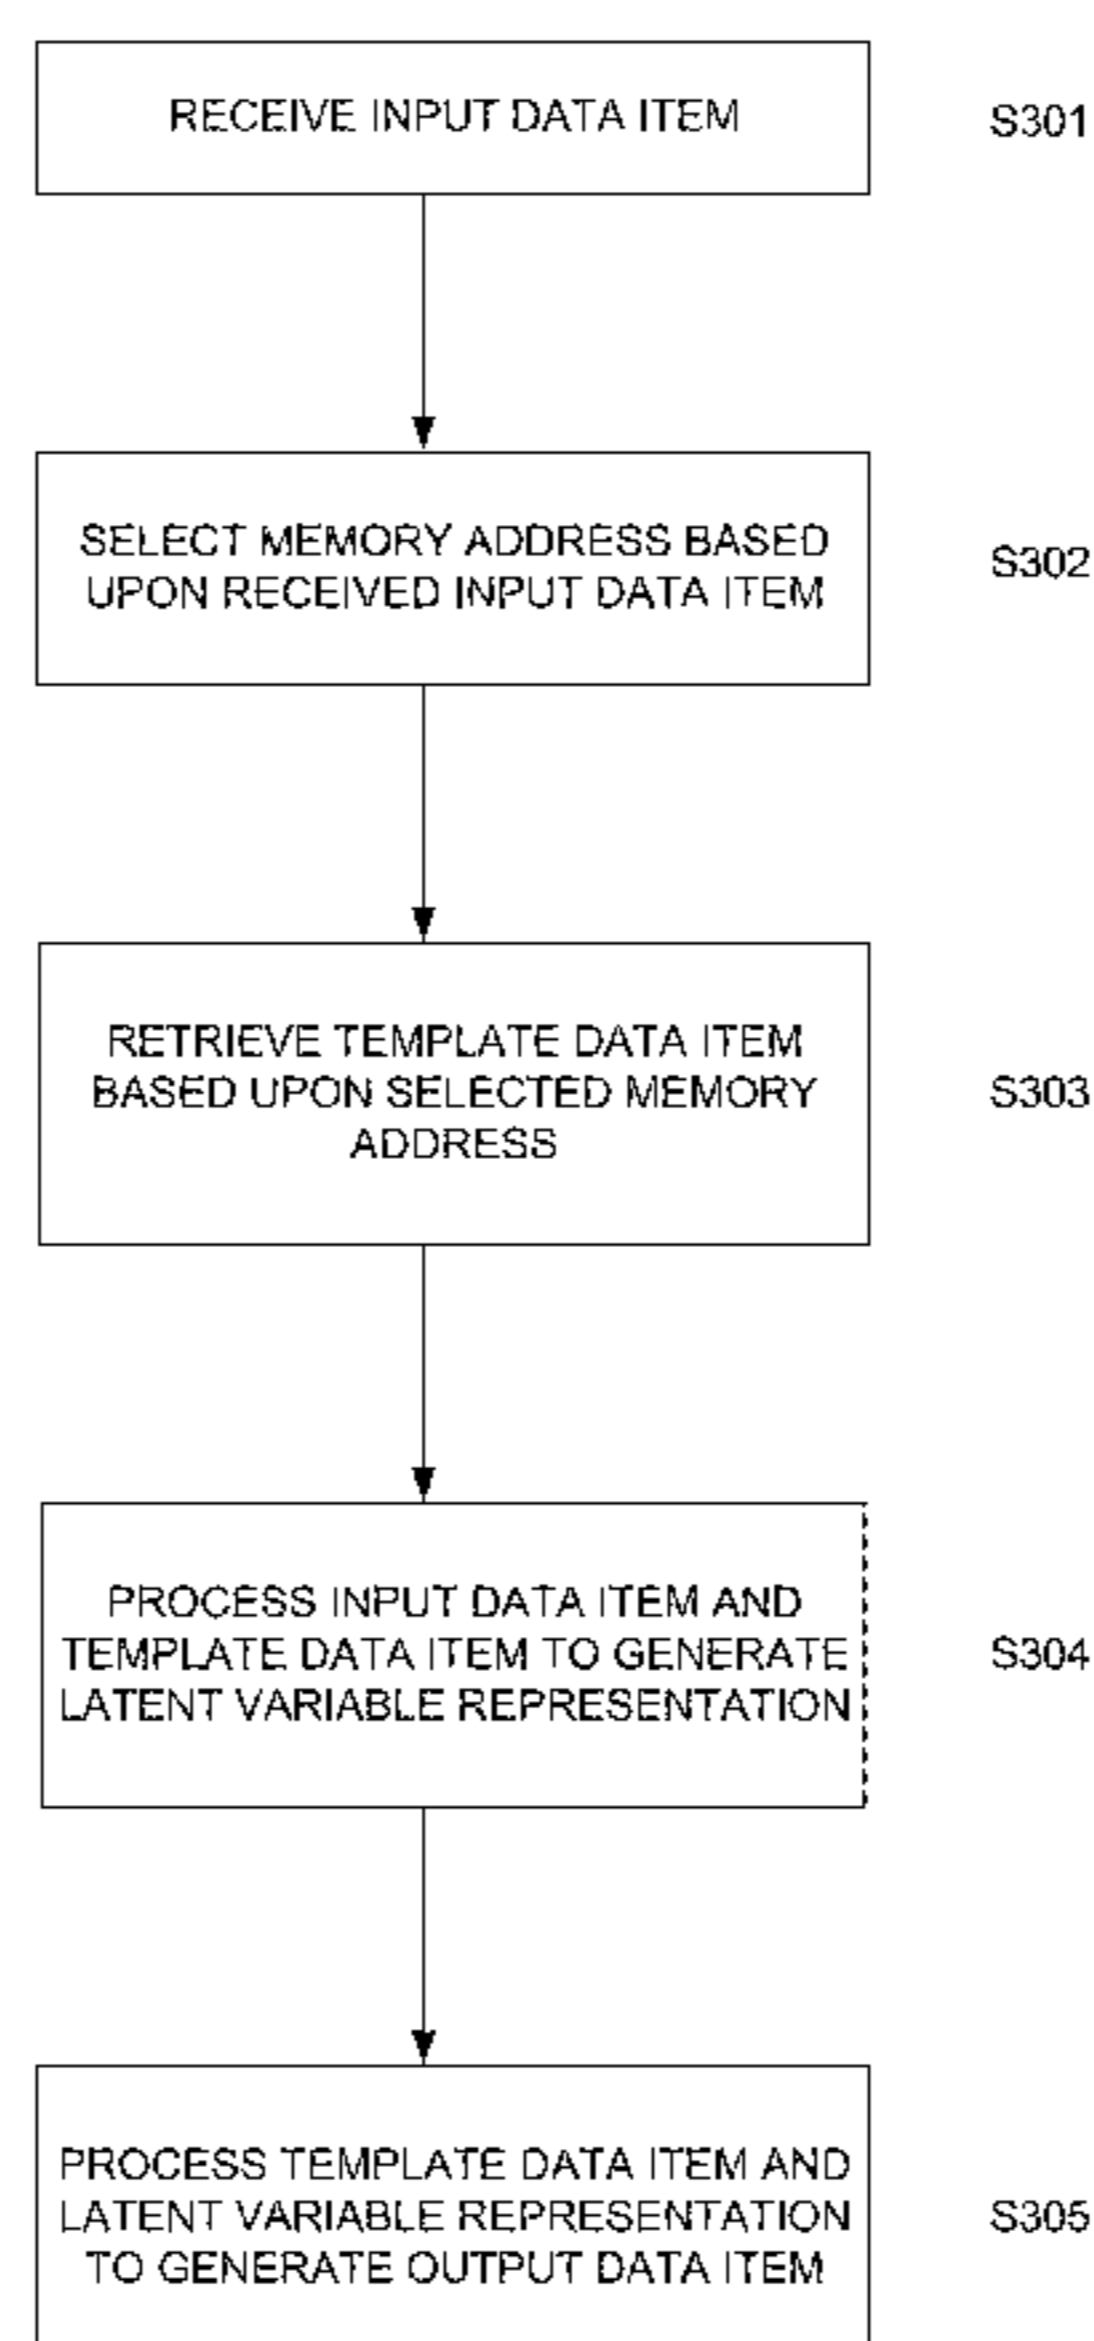 RECEIVE INPUT DATA ITEM
S301
SELECT MEMORY ADDRESS BASED
UPON RECEIVED INPUT DATA ITEM
S302
RETRIEVE TEMPLATE DATA ITEM
BASED UPON SELECTED MEMORY
ADDRESS
S303
PROCESS INPUT DATA ITEM AND
TEMPLATE DATA ITEM TO GENERATE
LATENT VARIABLE REPRESENTATION
S304
PROCESS TEMPLATE DATA ITEM AND
LATENT VARIABLE REPRESENTATION
TO GENERATE OUTPUT DATA ITEM
S305